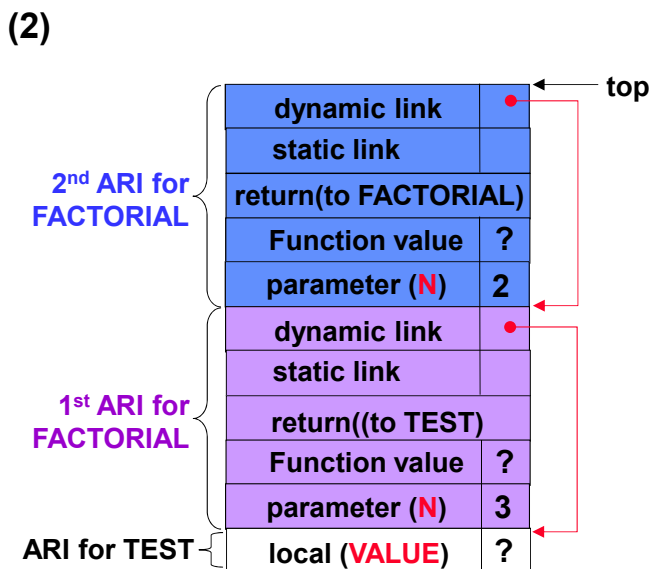 (2)
top
dynamic link
static link
2nd ARI for
FACTORIAL
return(to FACTORIAL)
Function value ?
parameter (N) 2
dynamic link
static link
1st ARI for
FACTORIAL
return((to TEST)
Function value ?
parameter (N) 3
ARI for TEST
local (VALUE) ?